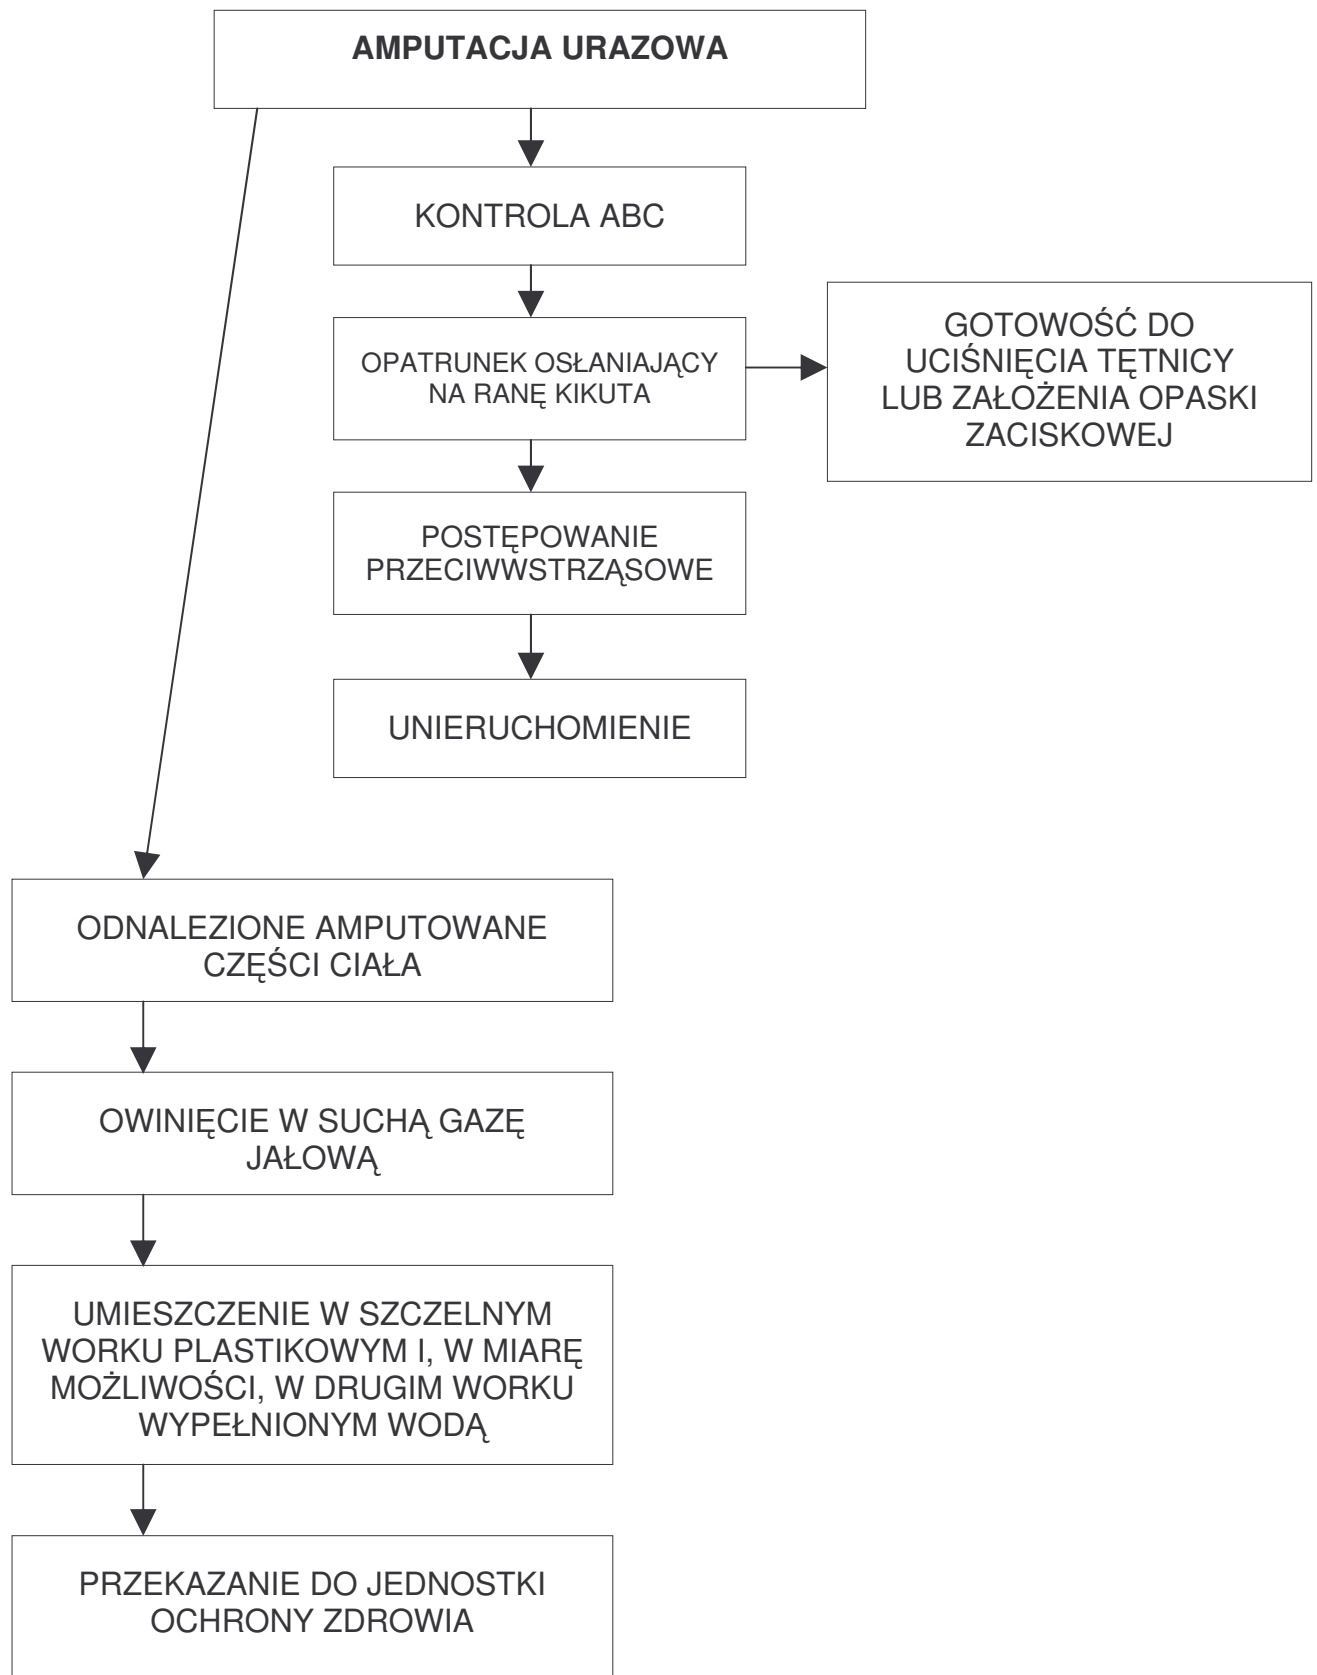 AMPUTACJA URAZOWA
KONTROLA ABC
OPATRUNEK OSŁANIAJĄCY
NA RANĘ KIKUTA
GOTOWOŚĆ DO
UCIŚNIĘCIA TĘTNICY
LUB ZAŁOŻENIA OPASKI
ZACISKOWEJ
POSTĘPOWANIE
PRZECIWWSTRZĄSOWE
UNIERUCHOMIENIE
ODNALEZIONE AMPUTOWANE
CZĘŚCI CIAŁA
OWINIĘCIE W SUCHĄ GAZĘ
JAŁOWĄ
UMIESZCZENIE W SZCZELNYM
WORKU PLASTIKOWYM I, W MIARĘ
MOŻLIWOŚCI, W DRUGIM WORKU
WYPEŁNIONYM WODĄ
PRZEKAZANIE DO JEDNOSTKI
OCHRONY ZDROWIA